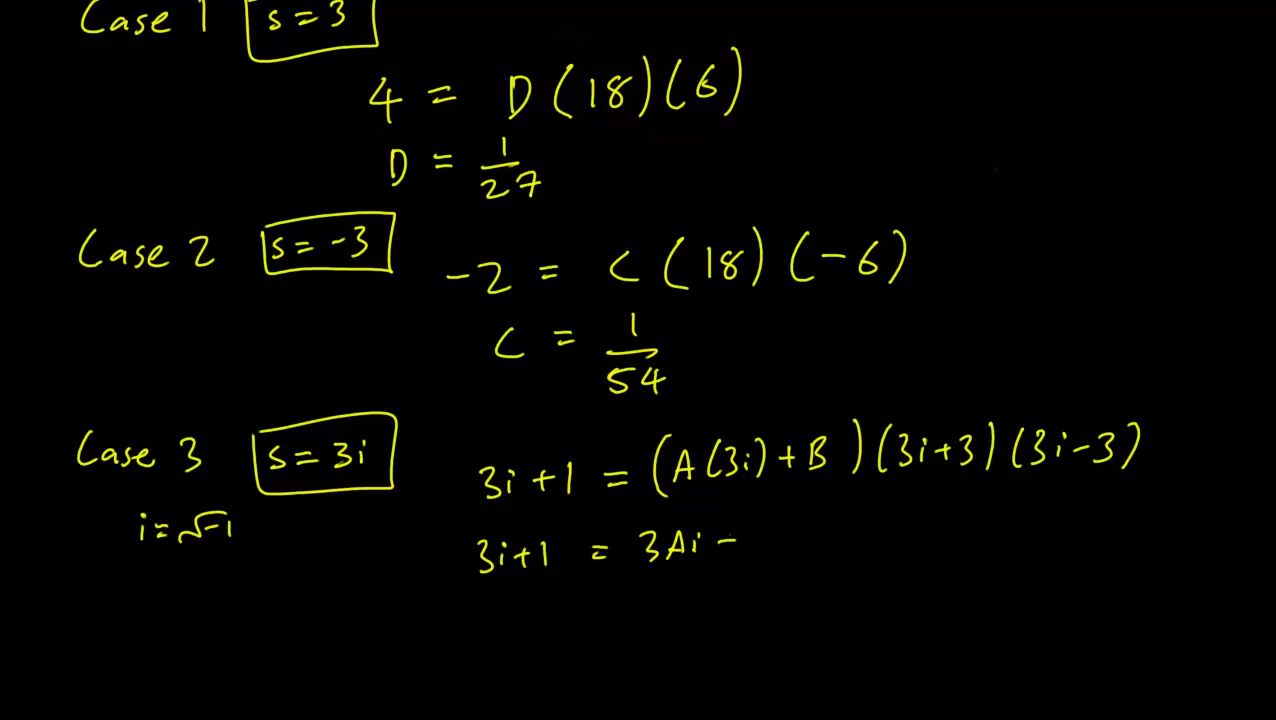 Case 1 s = 3
4 = D (18) (6)
D = 1/27
Case 2 s = -3 -2 = C (18) (-6)
C = 1/54
Case 3 s = 3i 3i + 1 = (A(3i) + B) (3i+3) (3i-3)
i = √-1 3i+1 = 3Ai -